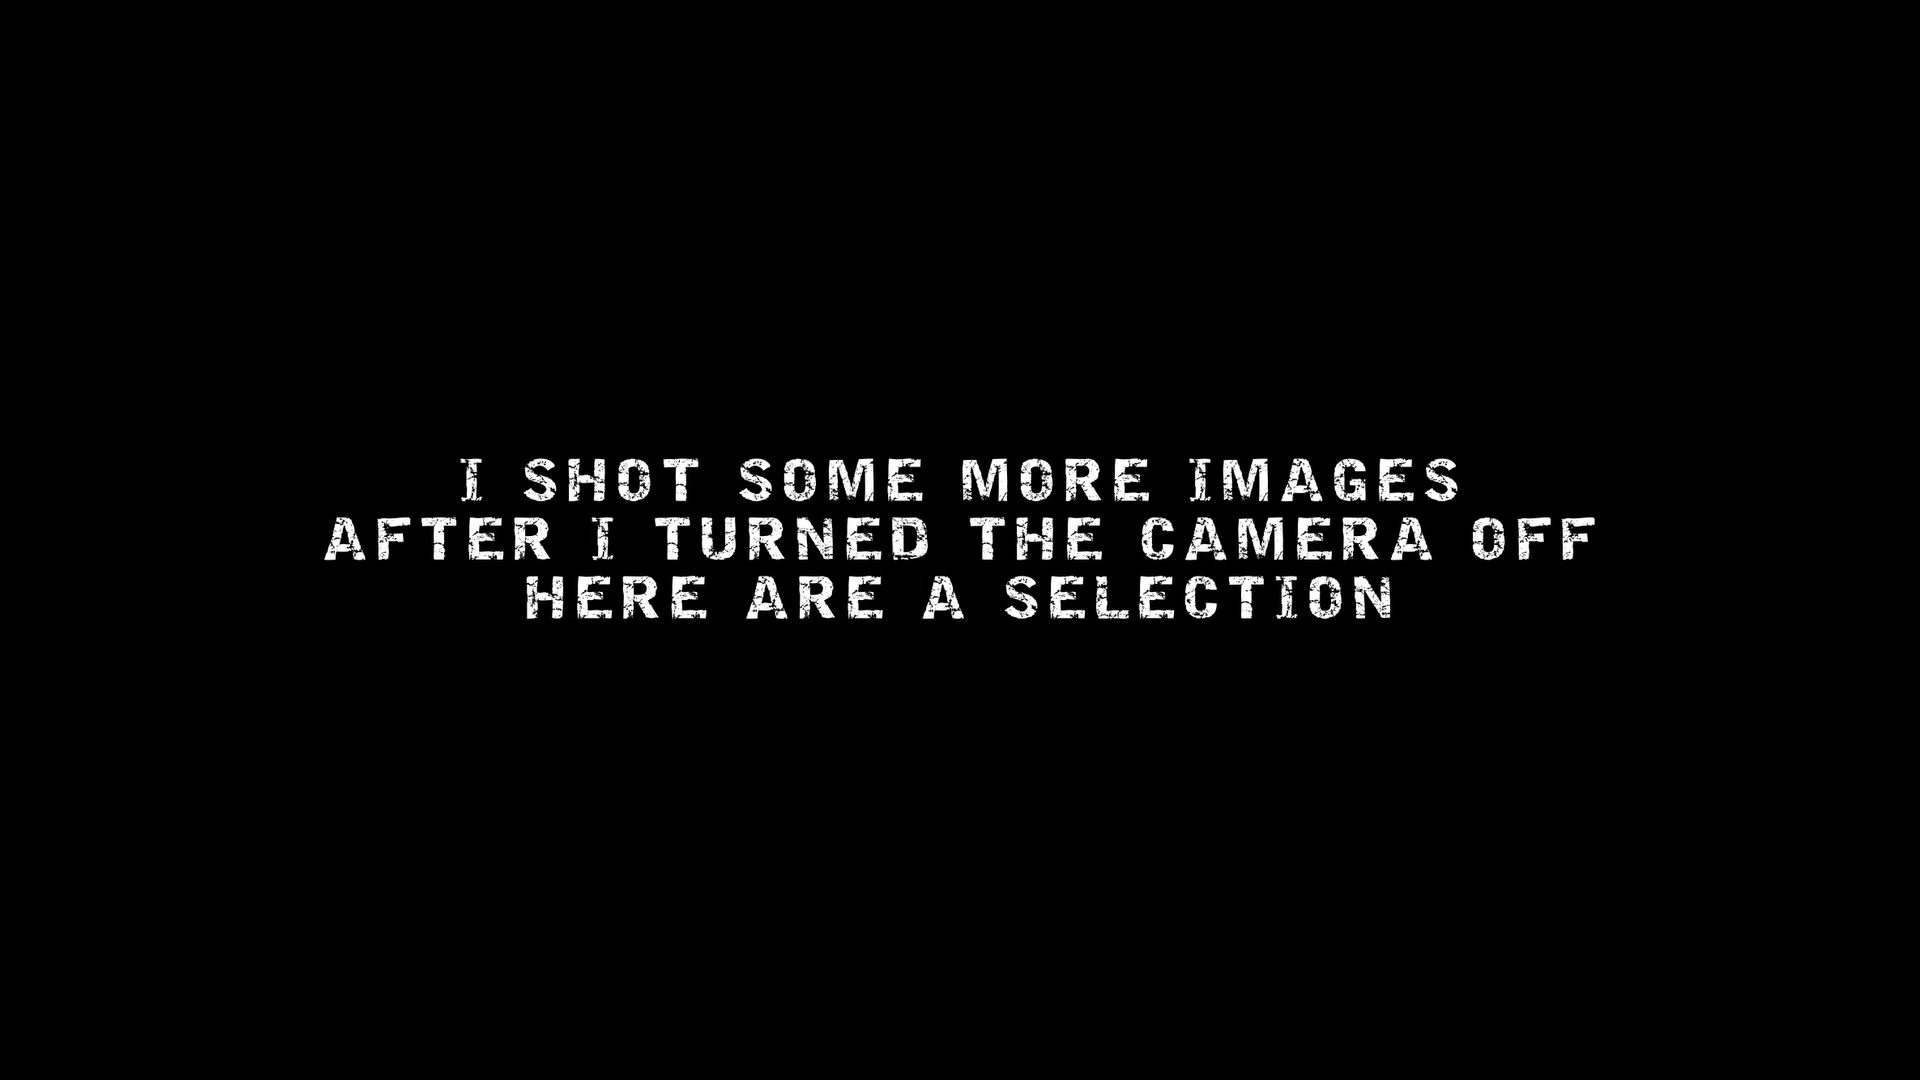 I SHOT SOME MORE IMAGES
AFTER I TURNED THE CAMERA OFF
HERE ARE A SELECTION